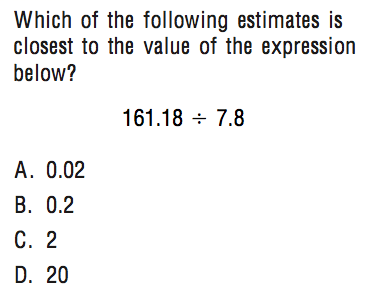 Which of the following estimates is
closest to the value of the expression
below?
161.18 ÷ 7.8
A. 0.02
B. 0.2
C. 2
D. 20